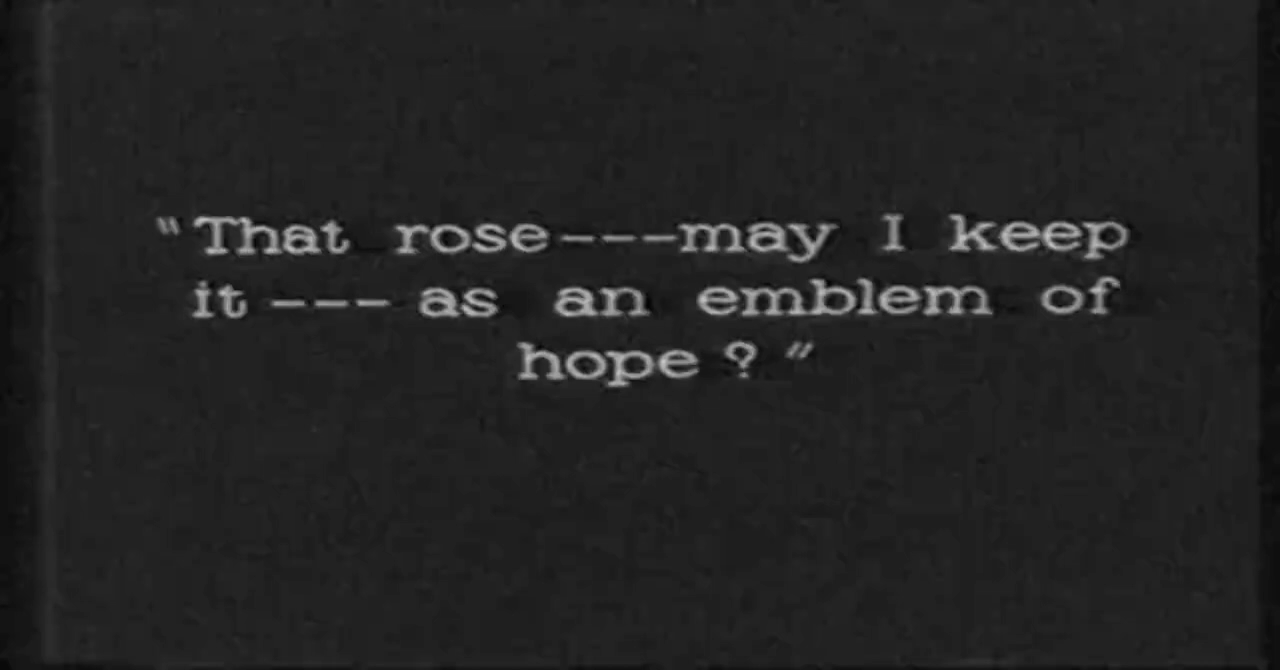 "That rose---may I keep
it --- as an emblem of
hope ? "